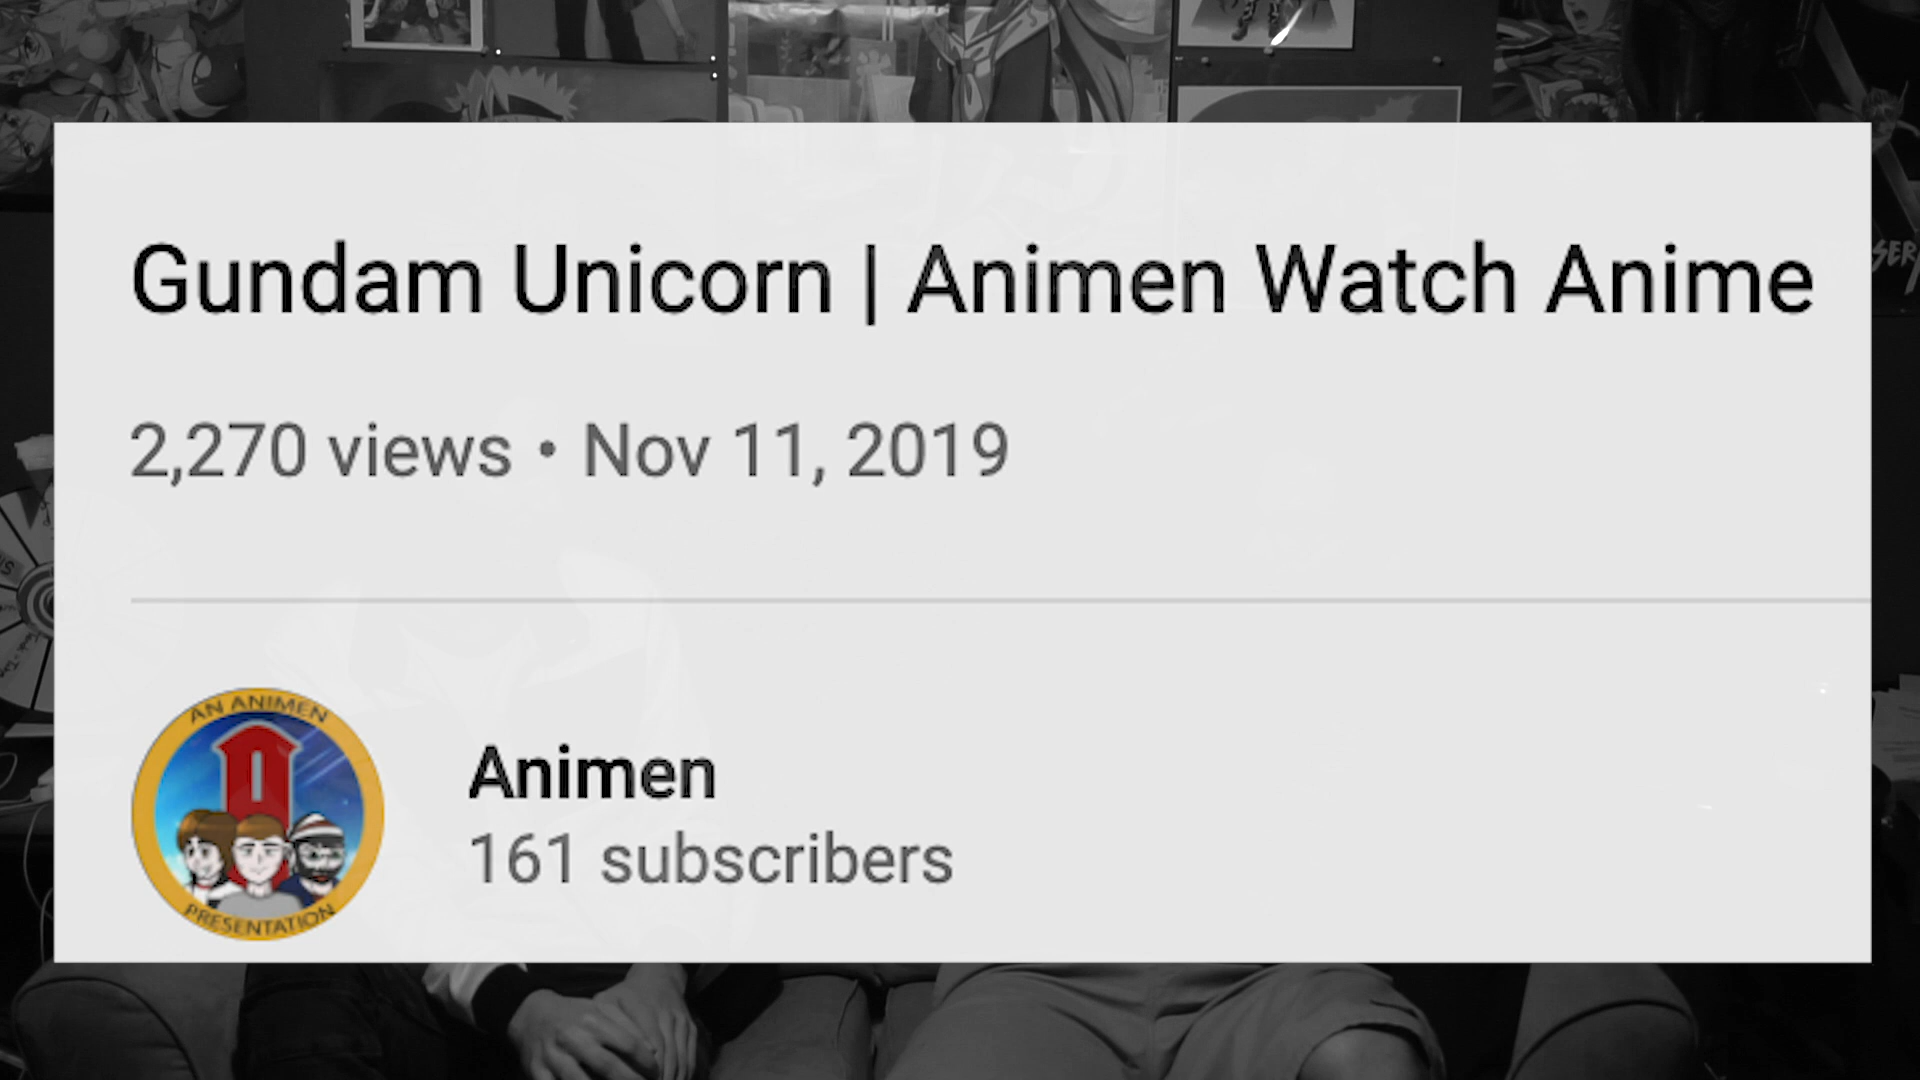 Gundam Unicorn | Animen Watch Anime
2,270 views • Nov 11, 2019
AN ANIMEN
PRESENTATION
Animen
161 subscribers